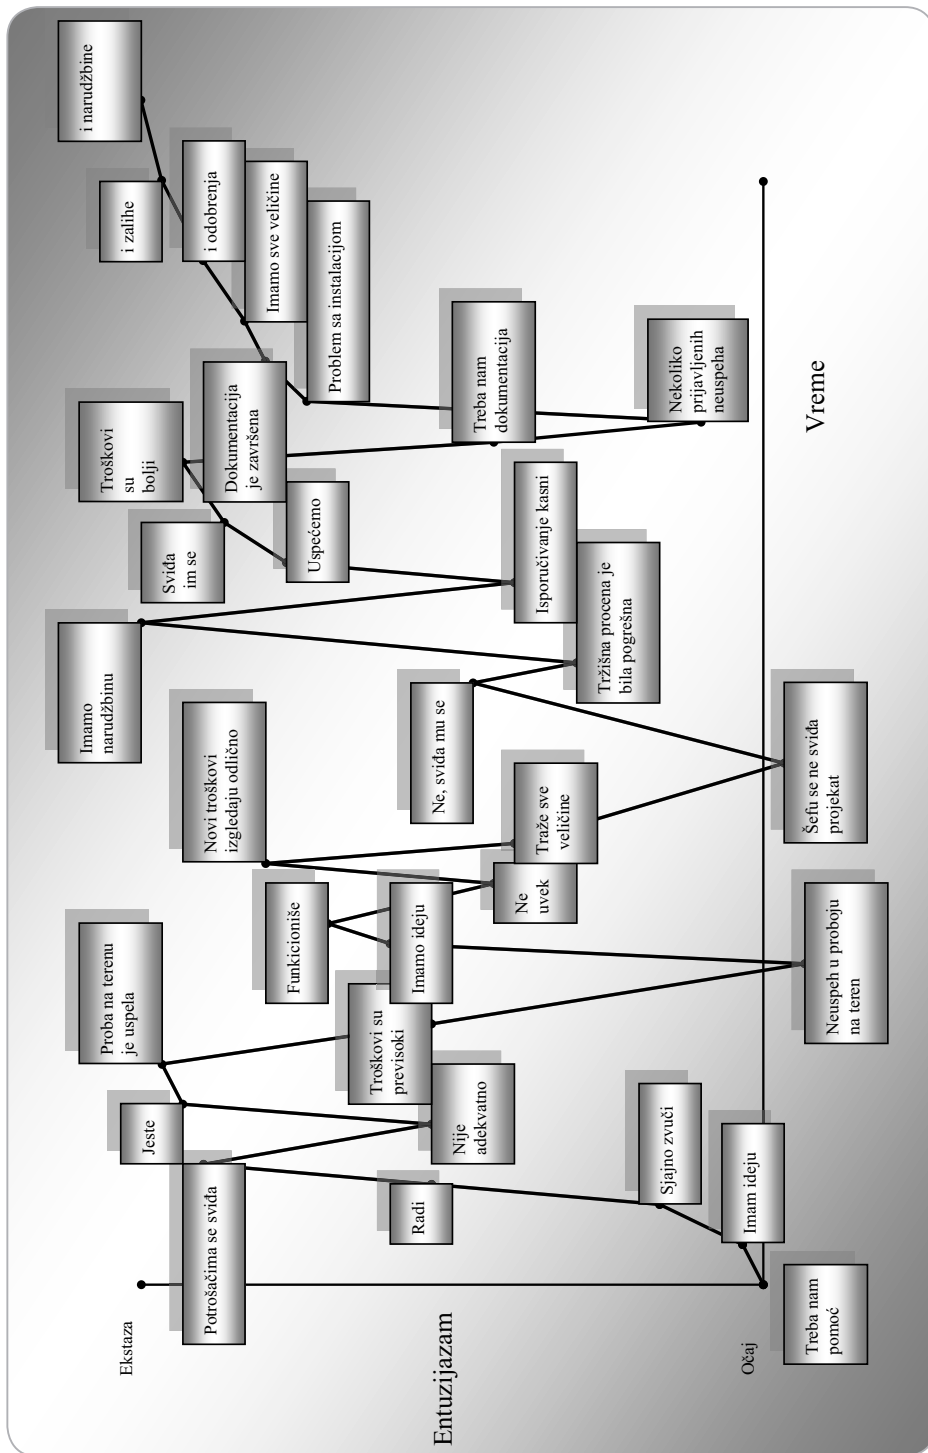 Ekstaza
Entuzijazam
Očaj
Vreme
Treba nam
pomoć
Imam ideju
Sjajno zvuči
Radi
Potrošačima se sviđa
Nije
adekvatno
Jeste
Proba na terenu
je uspela
Troškovi su
previsoki
Neuspeh u proboju
na teren
Imamo ideju
Funkicioniše
Ne
uvek
Novi troškovi
izgledaju odlično
Traže sve
veličine
Šefu se ne sviđa
projekat
Ne, sviđa mu se
Tržišna procena je
bila pogrešna
Imamo
narudžbinu
Isporučivanje kasni
Uspećemo
Sviđa
im se
Troškovi
su
bolji
Treba nam
dokumentacija
Nekoliko
prijavljenih
neuspeha
Problem sa instalacijom
Dokumentacija
je završena
Imamo sve veličine
i odobrenja
i zalihe
i narudžbine